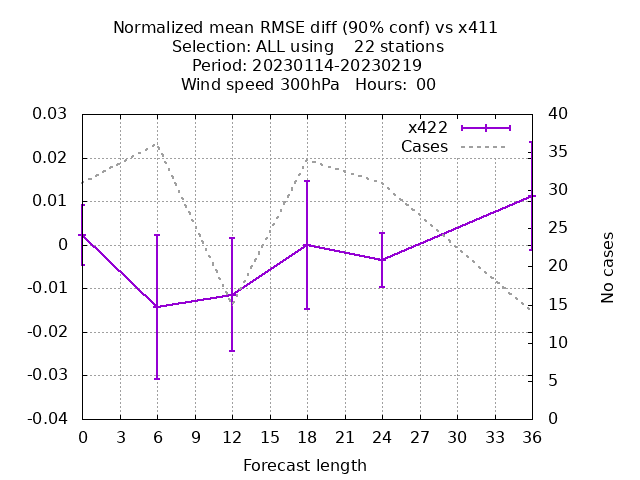 Normalized mean RMSE diff (90% conf) vs x411
Selection: ALL using    22 stations
Period: 20230114-20230219
Wind speed 300hPa   Hours:  00
0.03
0.02
0.01
0
-0.01
-0.02
-0.03
-0.04
x422
Cases
40
35
30
25
20
15
10
5
0
No cases
0 3 6 9 12 15 18 21 24 27 30 33 36
Forecast length